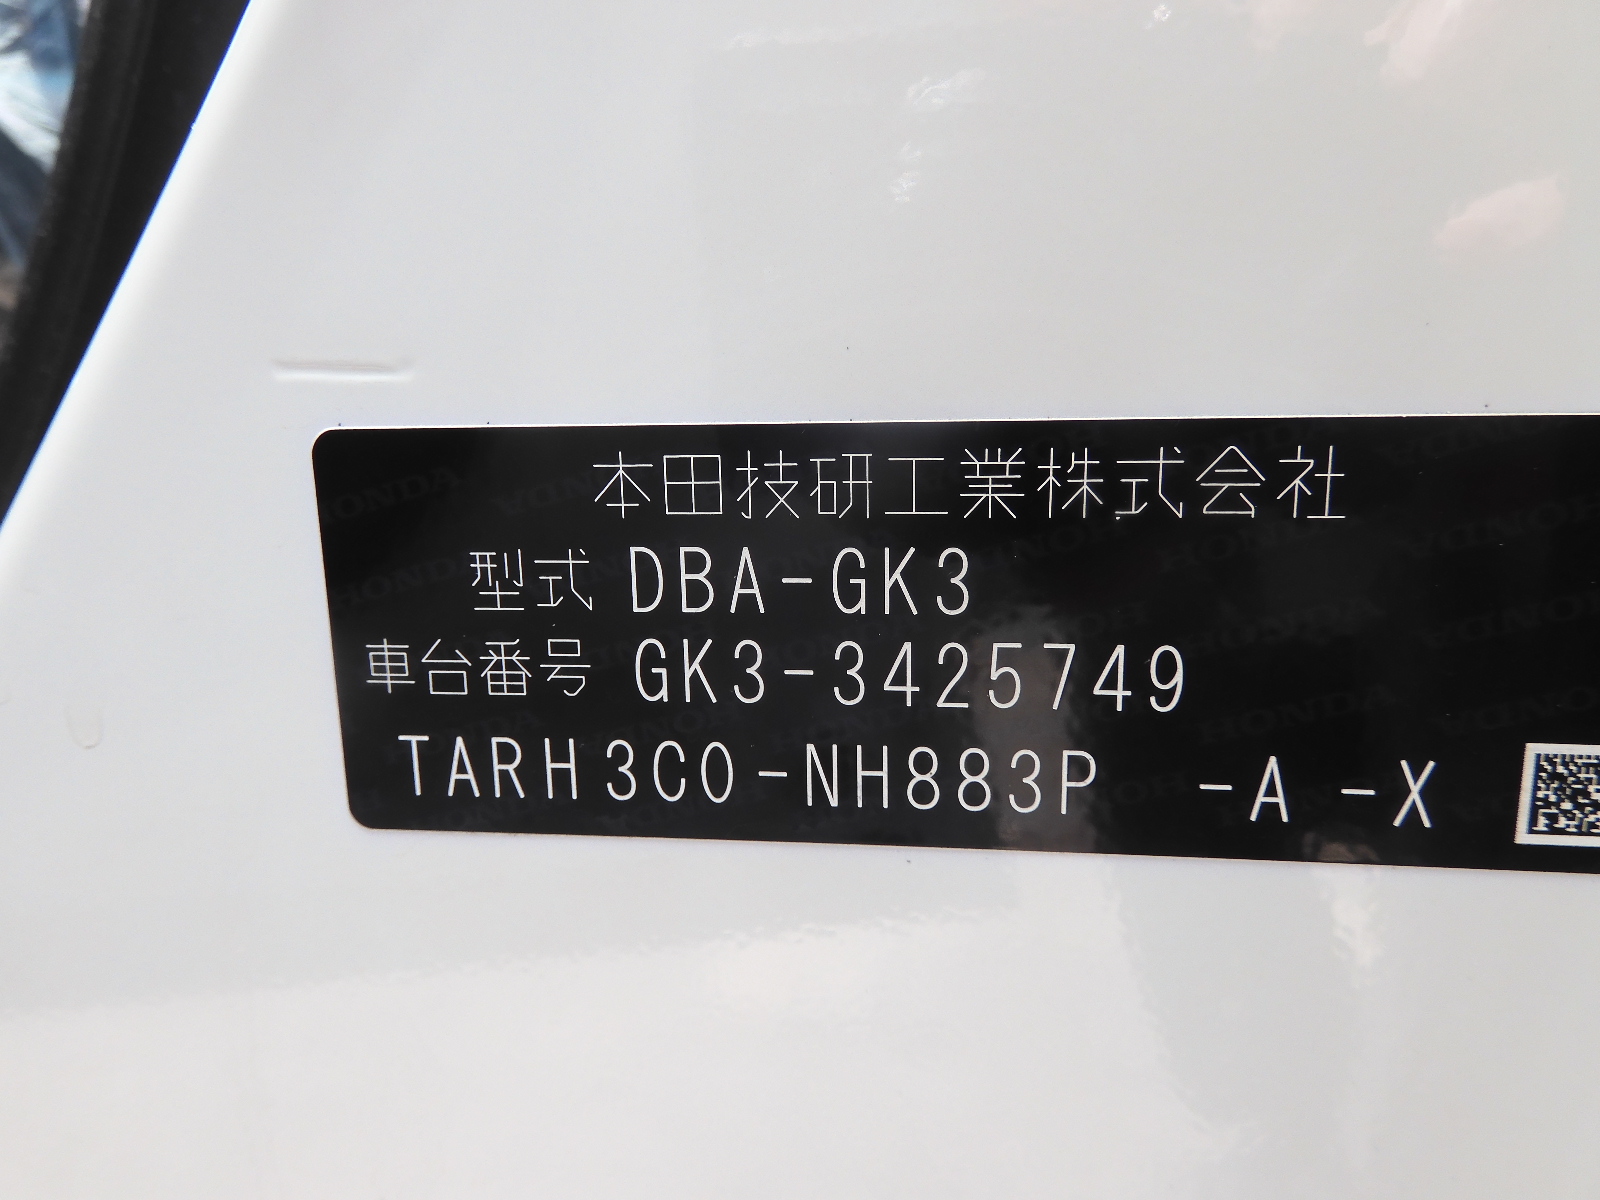 本田技研工業株式会社
型式 DBA-GK3
車台番号 GK3-3425749
TARH3C0-NH883P -A -X